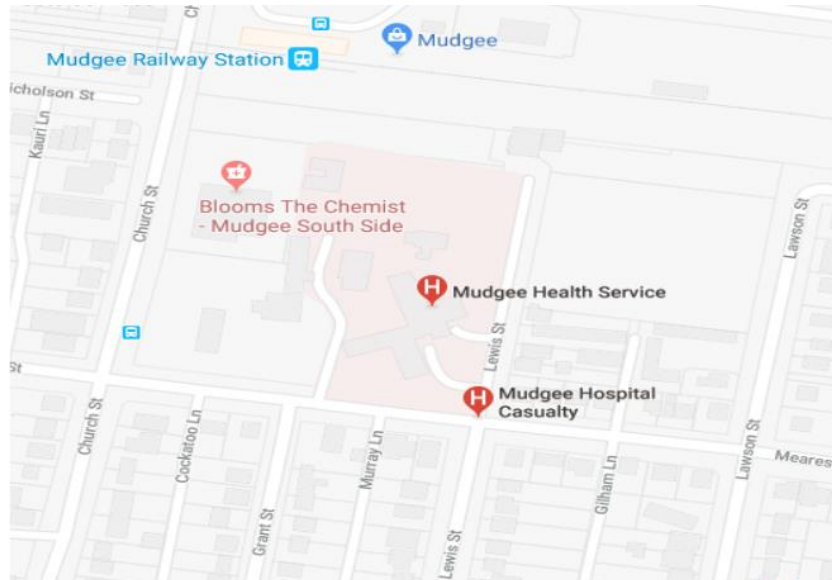 Mudgee
Mudgee Railway Station
icholson St
Kauri Ln
Church St
Blooms The Chemist
- Mudgee South Side
Lawson St
Mudgee Health Service
Lewis St
Mudgee Hospital
Casualty
St
Church St
Cockatoo Ln
Grant St
Murray Ln
Lewis St
Gilham Ln
Lawson St
Meares